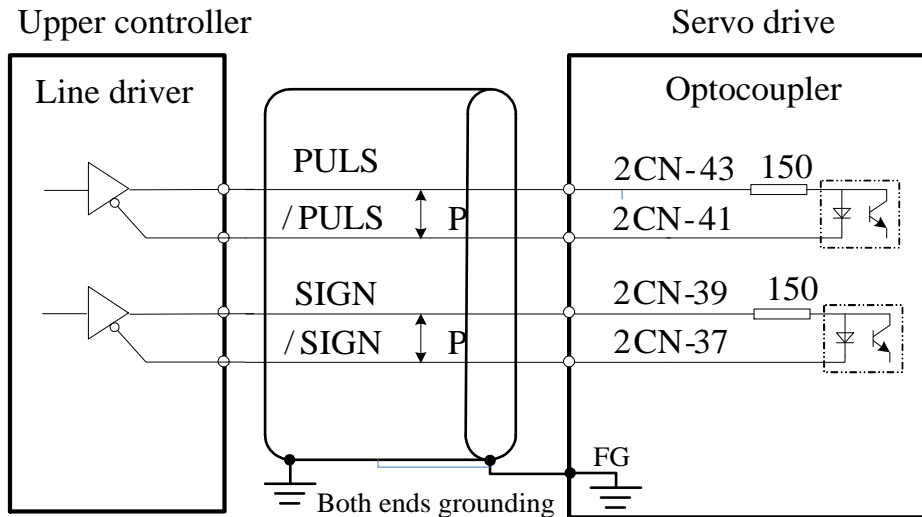 Upper controller
Servo drive
Line driver
Optocoupler
PULS
2CN-43
150
/PULS
P
2CN-41
SIGN
2CN-39
150
/SIGN
P
2CN-37
FG
Both ends grounding